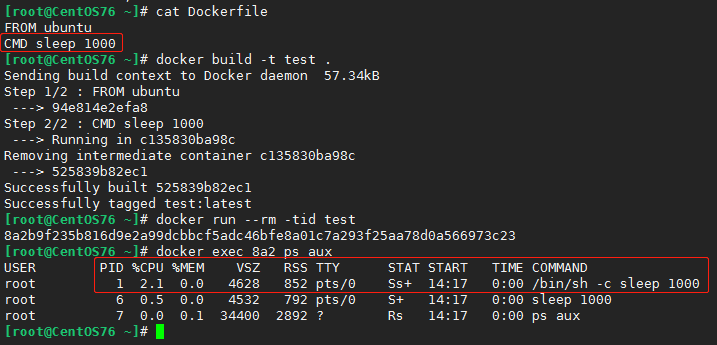 [root@CentOS76 ~]# cat Dockerfile
FROM ubuntu
CMD sleep 1000
[root@CentOS76 ~]# docker build -t test .
Sending build context to Docker daemon  57.34kB
Step 1/2 : FROM ubuntu
 ---> 94e814e2efa8
Step 2/2 : CMD sleep 1000
 ---> Running in c135830ba98c
Removing intermediate container c135830ba98c
 ---> 525839b82ec1
Successfully built 525839b82ec1
Successfully tagged test:latest
[root@CentOS76 ~]# docker run --rm -tid test
8a2b9f235b816d9e2a99dcbbcf5adc46bfe8a01c7a293f25aa78d0a566973c23
[root@CentOS76 ~]# docker exec 8a2 ps aux
USER       PID %CPU %MEM    VSZ   RSS TTY      STAT START   TIME COMMAND
root         1  2.1  0.0   4628   852 pts/0    Ss+  14:17   0:00 /bin/sh -c sleep 1000
root         6  0.5  0.0   4532   792 pts/0    S+   14:17   0:00 sleep 1000
root         7  0.0  0.1  34400  2892 ?        Rs   14:17   0:00 ps aux
[root@CentOS76 ~]#